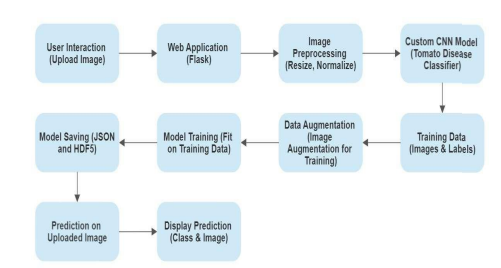 User Interaction
(Upload Image)
Web Application
(Flask)
Image
Preprocessing
(Resize, Normalize)
Custom CNN Model
(Tomato Disease
Classifier)
Training Data
(Images & Labels)
Data Augmentation
(Image
Augmentation for
Training)
Model Training (Fit
on Training Data)
Model Saving (JSON
and HDF5)
Prediction on
Uploaded Image
Display Prediction
(Class & Image)